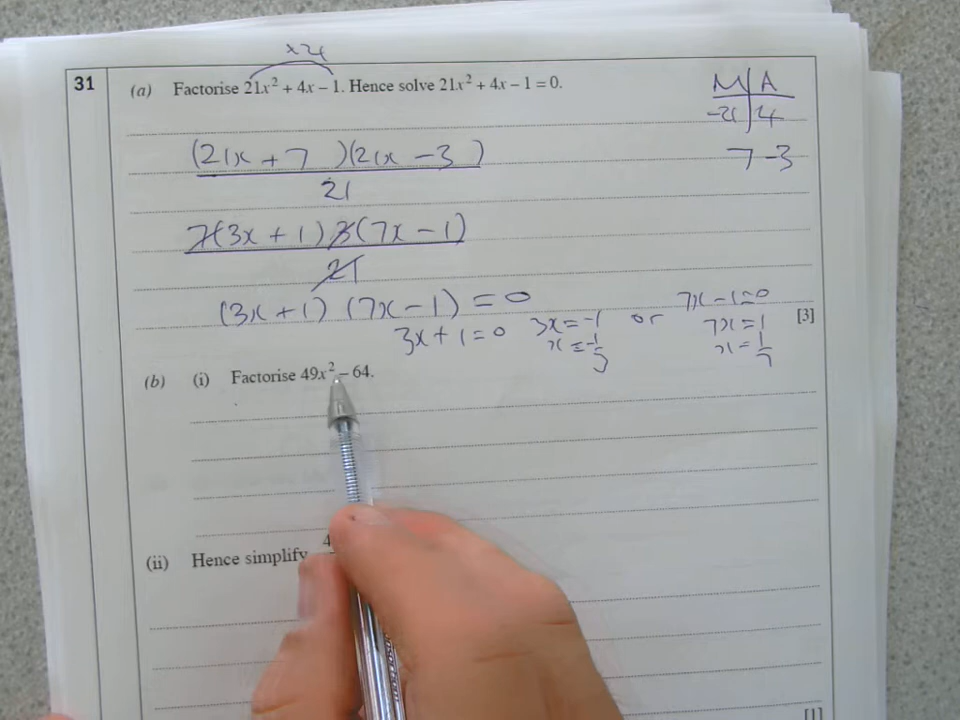 ×21
31 (a) Factorise 21x² + 4x − 1. Hence solve 21x² + 4x − 1 = 0.
M | A
−21 | 4
7 −3
(21x + 7 )(21x − 3 )
21
7(3x + 1) 3(7x − 1)
21
(3x + 1) (7x − 1) = 0
3x + 1 = 0 3x = −1 or 7x − 1 = 0
x = −1/3 7x = 1 [3]
x = 1/7
(b) (i) Factorise 49x² − 64.
(ii) Hence simplify 4
[1]